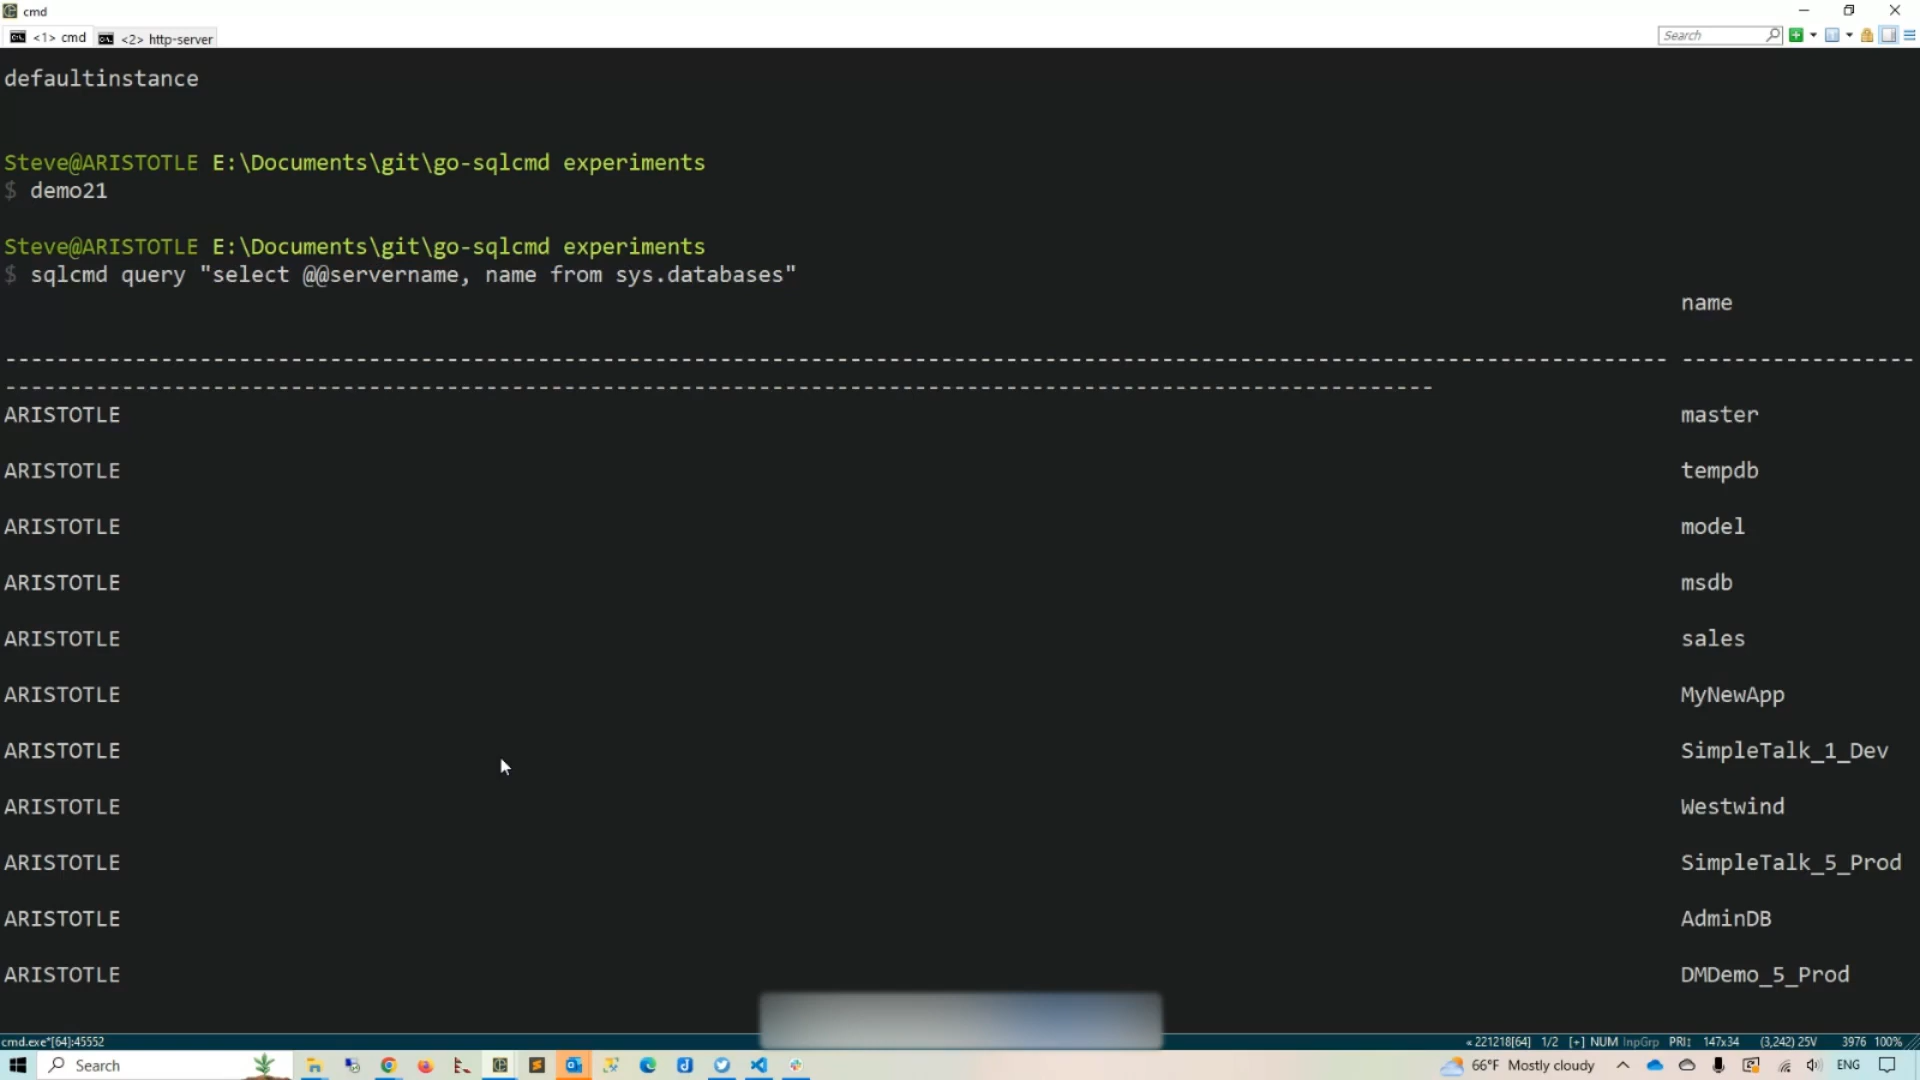 cmd
<1> cmd <2> http-server Search
defaultinstance
Steve@ARISTOTLE E:\Documents\git\go-sqlcmd experiments
$ demo21
Steve@ARISTOTLE E:\Documents\git\go-sqlcmd experiments
$ sqlcmd query "select @@servername, name from sys.databases"
name
--------------------------------------------------------------------------------------------------------------------------------- ------------------
--------------------------------------------------------------------------------------------------------------
ARISTOTLE master
ARISTOTLE tempdb
ARISTOTLE model
ARISTOTLE msdb
ARISTOTLE sales
ARISTOTLE MyNewApp
ARISTOTLE SimpleTalk_1_Dev
ARISTOTLE Westwind
ARISTOTLE SimpleTalk_5_Prod
ARISTOTLE AdminDB
ARISTOTLE DMDemo_5_Prod
cmd.exe*[64]:45552 «221218[64] 1/2 [+] NUM InpGrp PRI↕ 147x34 (3,242) 25V 3976 100%
Search 66°F Mostly cloudy ENG